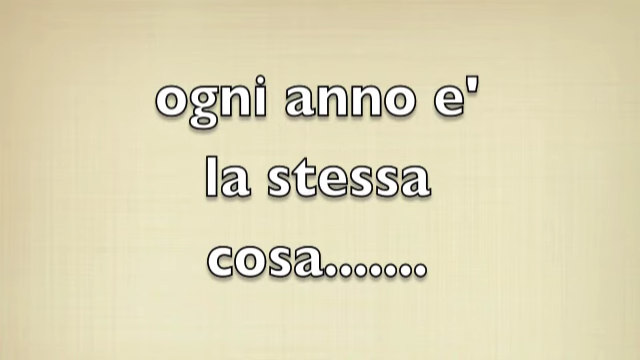 ogni anno e'
la stessa
cosa.......